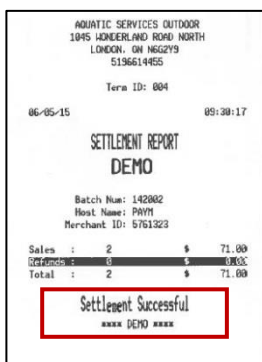 AQUATIC SERVICES OUTDOOR
1045 WONDERLAND ROAD NORTH
LONDON, ON N6G2Y9
5196614455
Term ID: 004
06/05/15 09:30:17
SETTLEMENT REPORT
DEMO
Batch Num: 142002
Host Name: PAYM
Merchant ID: 5761323
Sales : 2 $ 71.00
Refunds : 0 $ 0.00
Total : 2 $ 71.00
Settlement Successful
**** DEMO ****